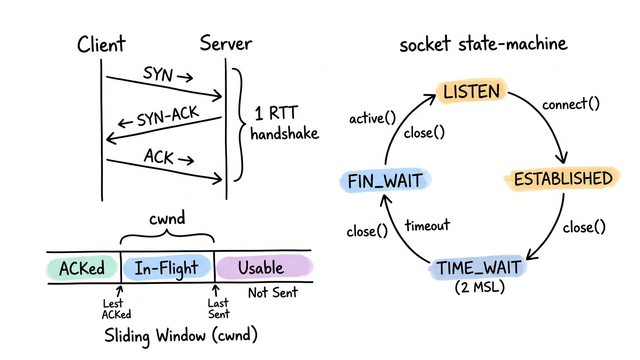 Client
Server
SYN →
← SYN-ACK
ACK →
1 RTT
handshake
cwnd
ACKed
In-Flight
Usable
Lest
ACKed
Last
Sent
Not Sent
Sliding Window (cwnd)
socket state-machine
LISTEN
active()
close()
connect()
FIN_WAIT
ESTABLISHED
close()
timeout
close()
TIME_WAIT
(2 MSL)